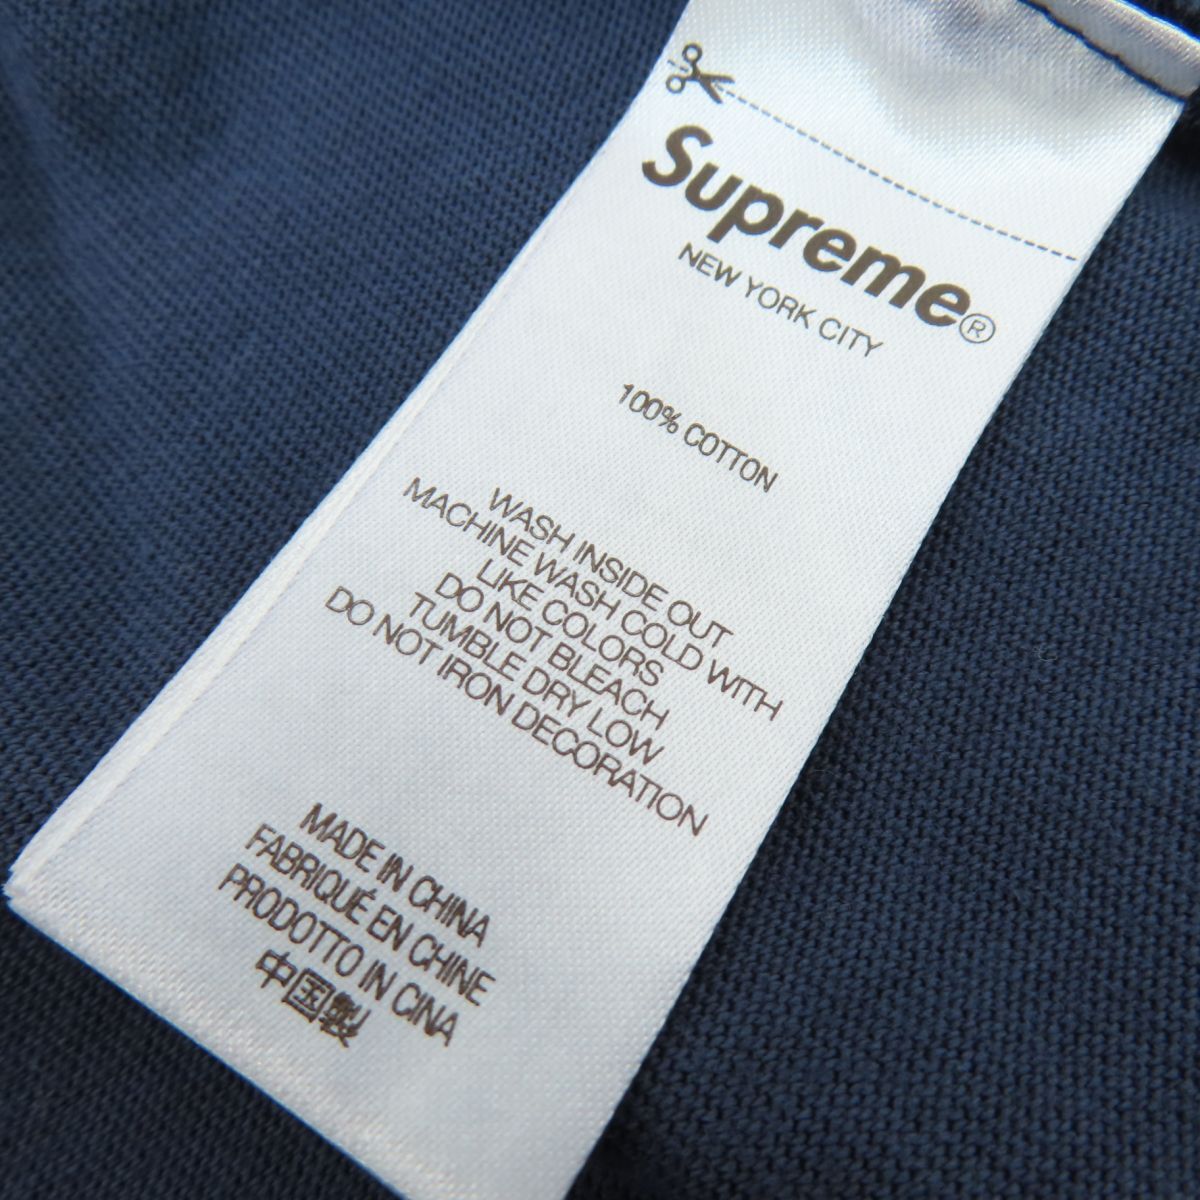 Supreme®
NEW YORK CITY
100% COTTON
WASH INSIDE OUT
MACHINE WASH COLD WITH
LIKE COLORS
DO NOT BLEACH
TUMBLE DRY LOW
DO NOT IRON DECORATION
MADE IN CHINA
FABRIQUÉ EN CHINE
PRODOTTO IN CINA
中国製